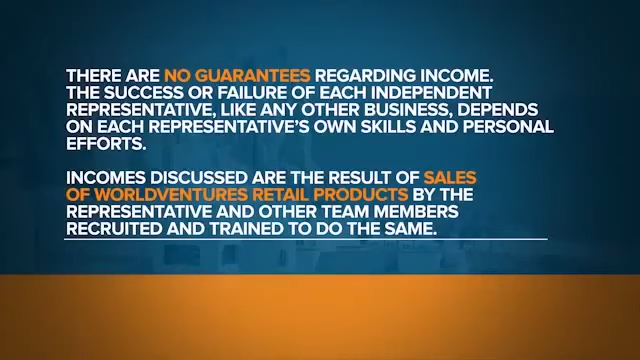 THERE ARE NO GUARANTEES REGARDING INCOME.
THE SUCCESS OR FAILURE OF EACH INDEPENDENT
REPRESENTATIVE, LIKE ANY OTHER BUSINESS, DEPENDS
ON EACH REPRESENTATIVE'S OWN SKILLS AND PERSONAL
EFFORTS.
INCOMES DISCUSSED ARE THE RESULT OF SALES
OF WORLDVENTURES RETAIL PRODUCTS BY THE
REPRESENTATIVE AND OTHER TEAM MEMBERS
RECRUITED AND TRAINED TO DO THE SAME.